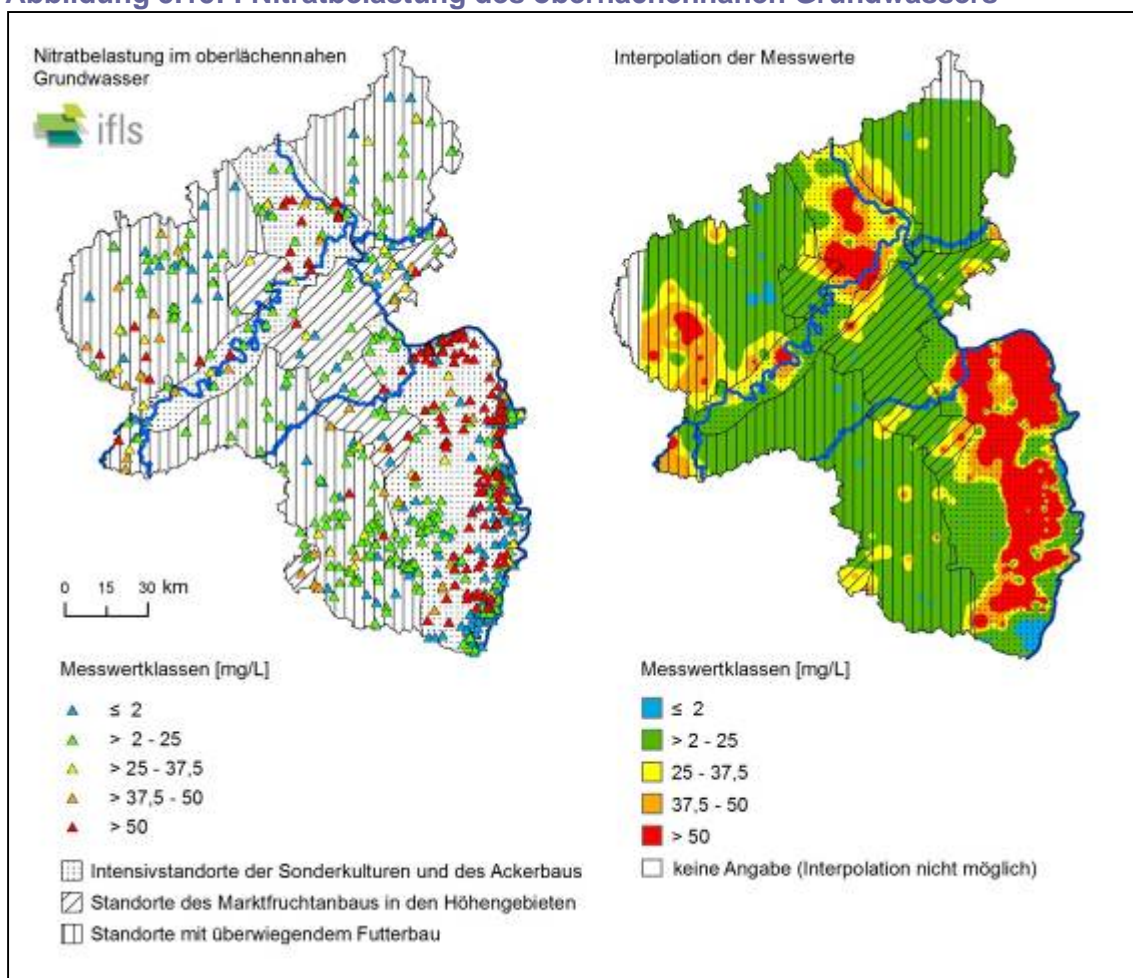 Nitratbelastung im oberlächennahen
Grundwasser
ifls
0 15 30 km
Messwertklassen [mg/L]
≤ 2
> 2 - 25
> 25 - 37,5
> 37,5 - 50
> 50
Intensivstandorte der Sonderkulturen und des Ackerbaus
Standorte des Marktfruchtanbaus in den Höhengebieten
Standorte mit überwiegendem Futterbau
Interpolation der Messwerte
Messwertklassen [mg/L]
≤ 2
> 2 - 25
25 - 37,5
37,5 - 50
> 50
keine Angabe (Interpolation nicht möglich)